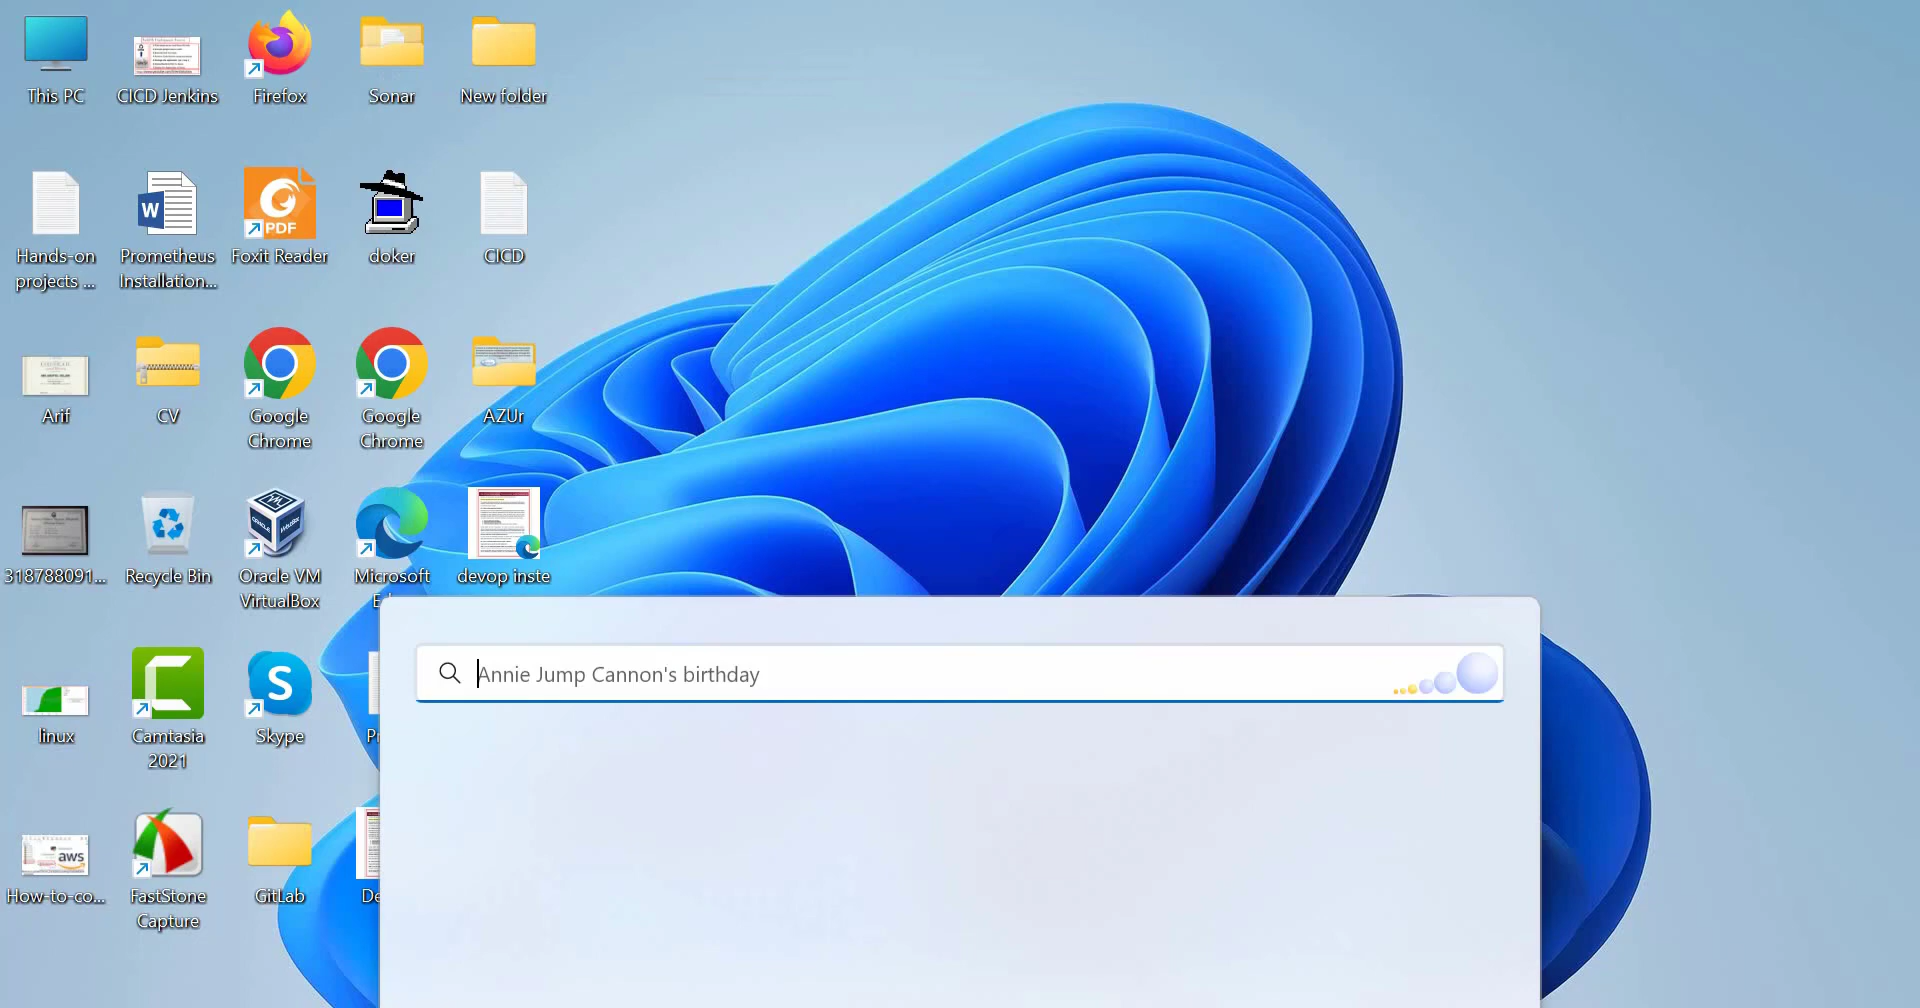 This PC
CICD Jenkins
Firefox
Sonar
New folder
Hands-on
projects ...
Prometheus
Installation...
Foxit Reader
PDF
doker
CICD
Arif
CV
Google
Chrome
Google
Chrome
AZUr
318788091...
Recycle Bin
Oracle VM
VirtualBox
Microsoft
devop inste
Annie Jump Cannon's birthday
linux
Camtasia
2021
Skype
aws
How-to-co...
FastStone
Capture
GitLab